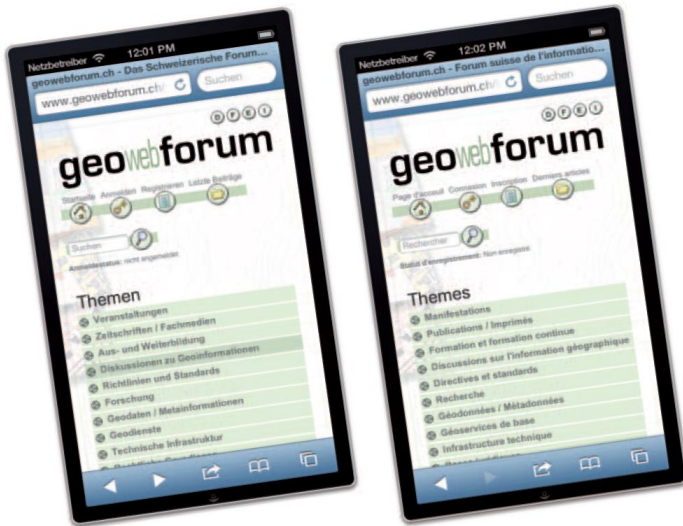 Netzbetreiber 12:01 PM
geowebforum.ch - Das Schweizerische Forum...
www.geowebforum.ch/ Suchen
D F E I
geowebforum
Startseite Anmelden Registrieren Letzte Beiträge
Suchen
Anmeldestatus: nicht angemeldet
Themen
Veranstaltungen
Zeitschriften / Fachmedien
Aus- und Weiterbildung
Diskussionen zu Geoinformationen
Richtlinien und Standards
Forschung
Geodaten / Metainformationen
Geodienste
Technische Infrastruktur
Netzbetreiber 12:02 PM
geowebforum.ch - Forum suisse de l'informatio...
www.geowebforum.ch/ Suchen
D F E I
geowebforum
Page d'acceuil Connexion Inscription Derniers articles
Rechercher
Statut d'enregistrement: Non enregistré
Themes
Manifestations
Publications / Imprimés
Formation et formation continue
Discussions sur l'information géographique
Directives et standards
Recherche
Géodonnées / Métadonnées
Géoservices de base
Infrastructure technique